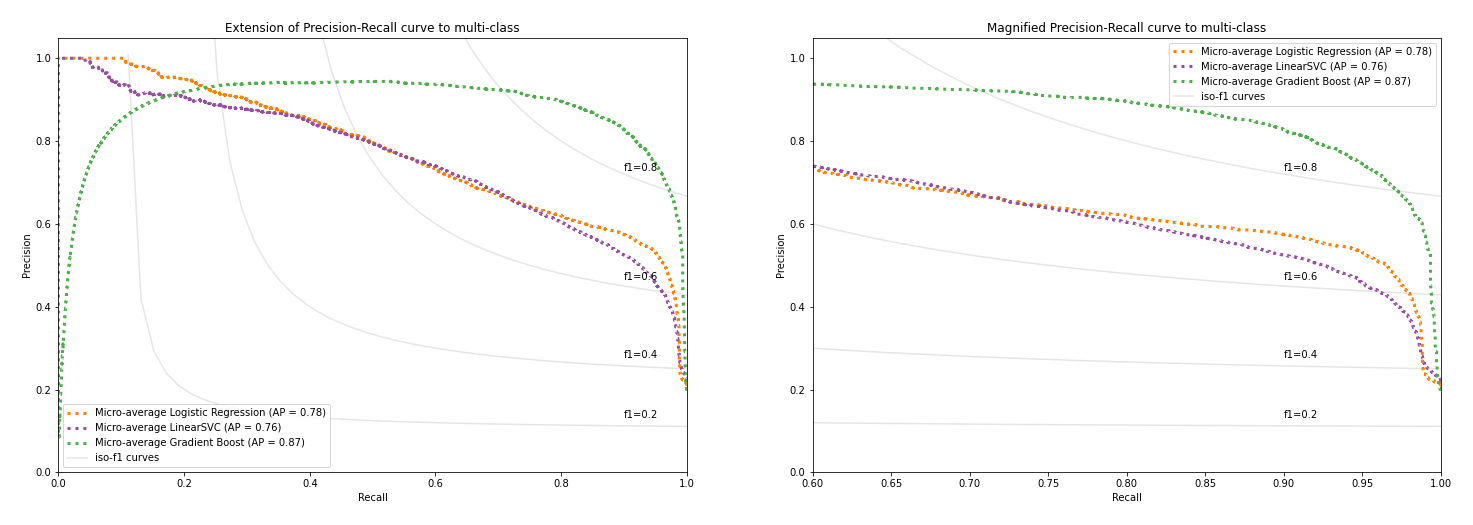 Extension of Precision-Recall curve to multi-class
1.0
0.8
0.6
0.4
0.2
0.0
Precision
f1=0.8
f1=0.6
f1=0.4
f1=0.2
Micro-average Logistic Regression (AP = 0.78)
Micro-average LinearSVC (AP = 0.76)
Micro-average Gradient Boost (AP = 0.87)
iso-f1 curves
0.0 0.2 0.4 0.6 0.8 1.0
Recall
Magnified Precision-Recall curve to multi-class
Micro-average Logistic Regression (AP = 0.78)
Micro-average LinearSVC (AP = 0.76)
Micro-average Gradient Boost (AP = 0.87)
iso-f1 curves
1.0
0.8
0.6
0.4
0.2
0.0
Precision
f1=0.8
f1=0.6
f1=0.4
f1=0.2
0.60 0.65 0.70 0.75 0.80 0.85 0.90 0.95 1.00
Recall